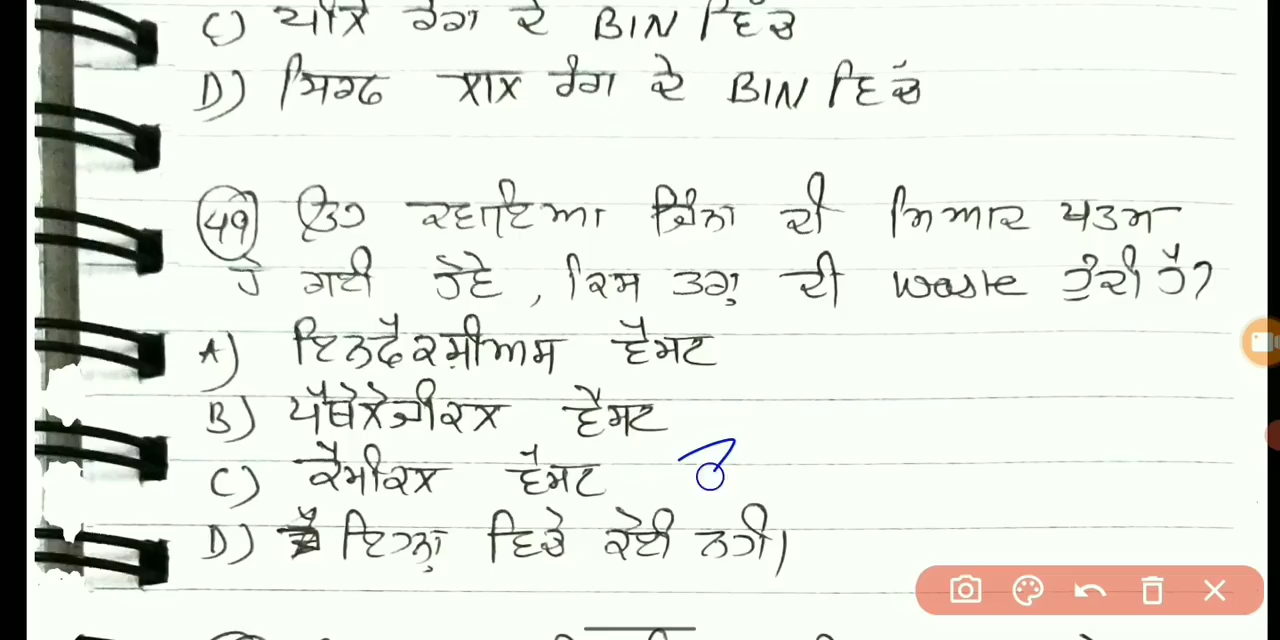 C) ਪੀਲੇ ਰੰਗ ਦੇ BIN ਵਿੱਚ
D) ਸਿਰਫ ਲਾਲ ਰੰਗ ਦੇ BIN ਵਿੱਚ
49) ਉਹ ਦਵਾਈਆ ਜਿੰਨਾ ਦੀ ਮਿਆਦ ਖਤਮ
ਹੋ ਗਈ ਹੋਵੇ, ਕਿਸ ਤਰ੍ਹਾ ਦੀ waste ਹੁੰਦੀ ਹੈ?
A) ਇਨਫੈਕਸ਼ੀਅਸ ਵੈਸਟ
B) ਪੈਥੋਲੋਜੀਕਲ ਵੈਸਟ
C) ਕੈਮੀਕਲ ਵੈਸਟ
D) ਇਹਨ੍ਹਾਂ ਵਿਚੋ ਕੋਈ ਨਹੀ।